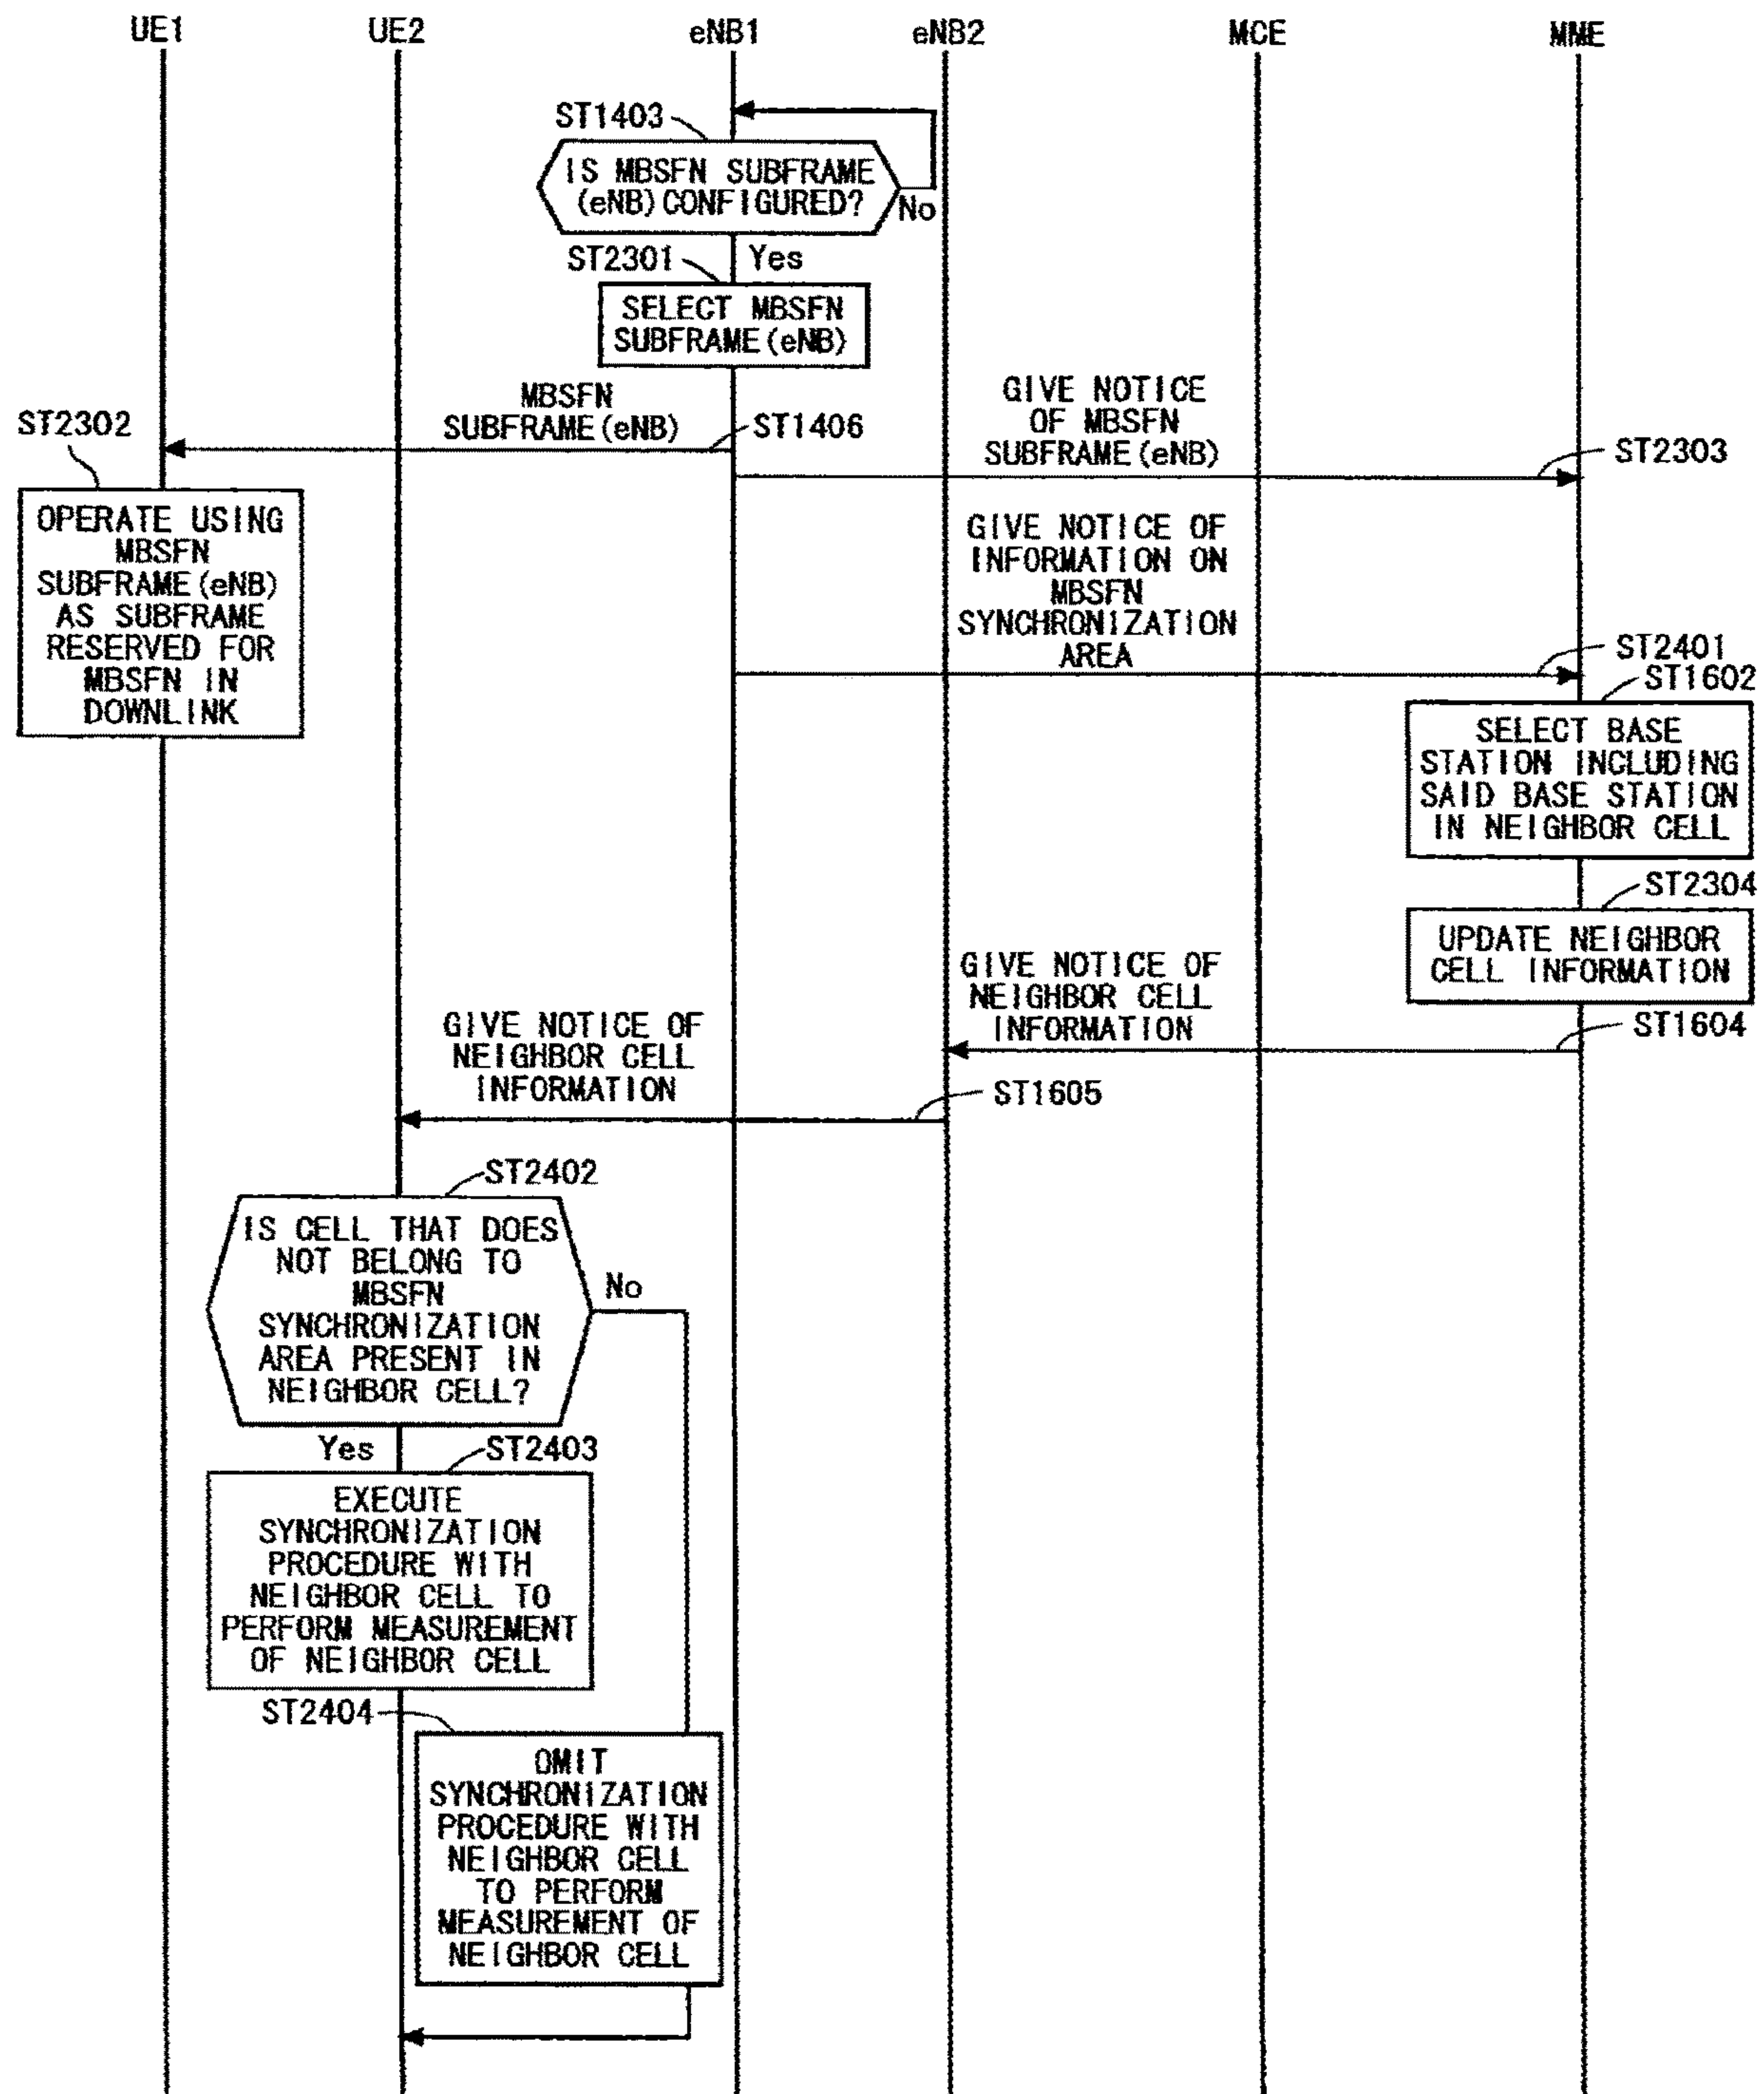 UE1
UE2
eNB1
eNB2
MCE
MME
ST1403
IS MBSFN SUBFRAME
(eNB) CONFIGURED?
No
ST2301
Yes
SELECT MBSFN
SUBFRAME(eNB)
MBSFN
SUBFRAME(eNB)
ST1406
GIVE NOTICE
OF MBSFN
SUBFRAME(eNB)
ST2303
ST2302
OPERATE USING
MBSFN
SUBFRAME(eNB)
AS SUBFRAME
RESERVED FOR
MBSFN IN
DOWNLINK
GIVE NOTICE OF
INFORMATION ON
MBSFN
SYNCHRONIZATION
AREA
ST2401
ST1602
SELECT BASE
STATION INCLUDING
SAID BASE STATION
IN NEIGHBOR CELL
ST2304
UPDATE NEIGHBOR
CELL INFORMATION
GIVE NOTICE OF
NEIGHBOR CELL
INFORMATION
ST1604
GIVE NOTICE OF
NEIGHBOR CELL
INFORMATION
ST1605
ST2402
IS CELL THAT DOES
NOT BELONG TO
MBSFN
SYNCHRONIZATION
AREA PRESENT IN
NEIGHBOR CELL?
No
Yes
ST2403
EXECUTE
SYNCHRONIZATION
PROCEDURE WITH
NEIGHBOR CELL TO
PERFORM MEASUREMENT
OF NEIGHBOR CELL
ST2404
OMIT
SYNCHRONIZATION
PROCEDURE WITH
NEIGHBOR CELL
TO PERFORM
MEASUREMENT OF
NEIGHBOR CELL